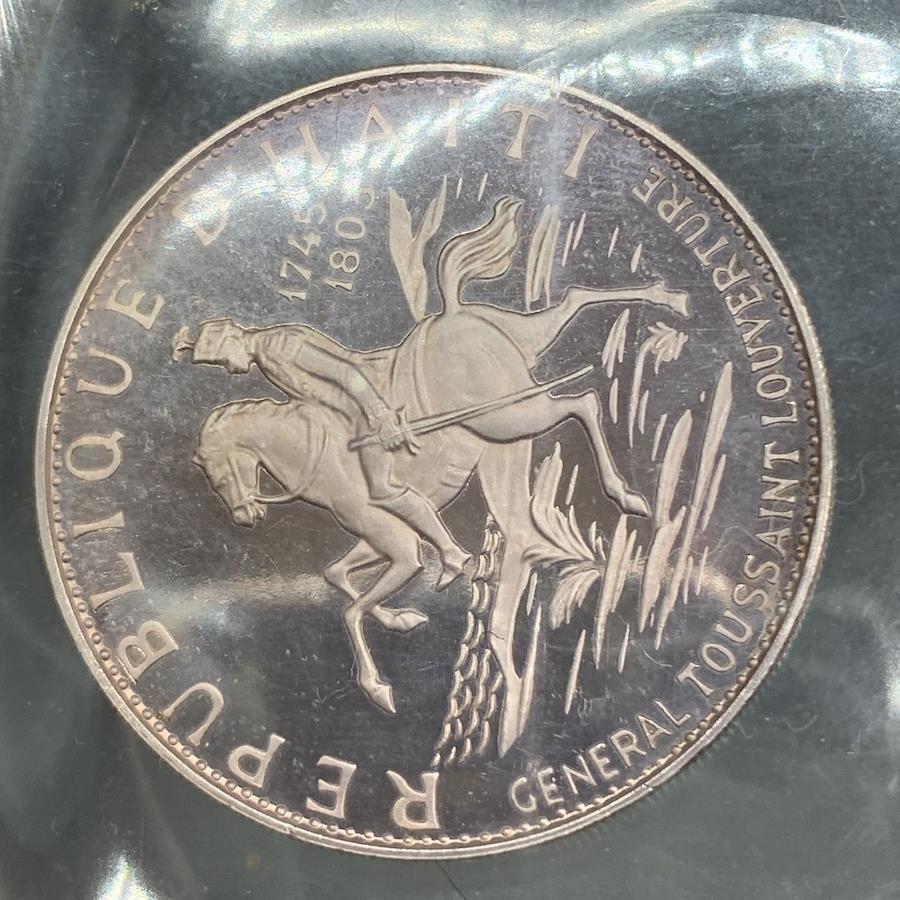 REPUBLIQUE D'HAITI
1745
1803
GENERAL TOUSSAINT LOUVERTURE